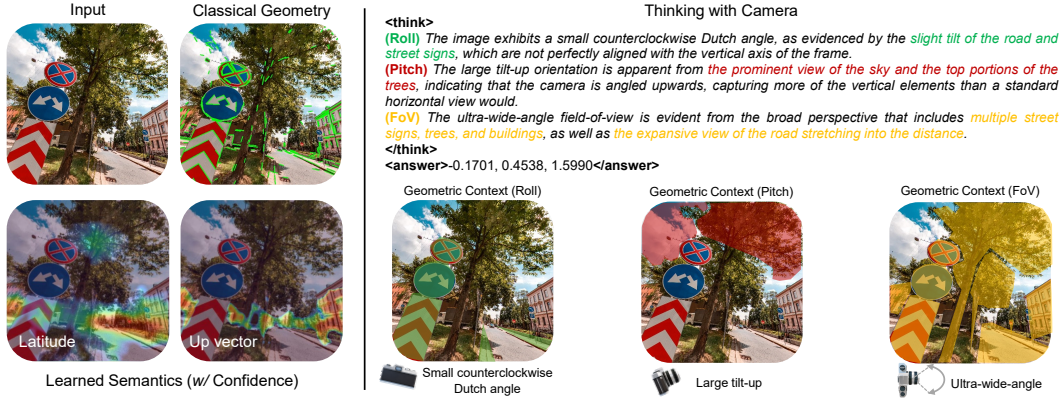 Input
Classical Geometry
Latitude
Up vector
Learned Semantics (w/ Confidence)
Thinking with Camera
<think>
(Roll) The image exhibits a small counterclockwise Dutch angle, as evidenced by the slight tilt of the road and
street signs, which are not perfectly aligned with the vertical axis of the frame.
(Pitch) The large tilt-up orientation is apparent from the prominent view of the sky and the top portions of the
trees, indicating that the camera is angled upwards, capturing more of the vertical elements than a standard
horizontal view would.
(FoV) The ultra-wide-angle field-of-view is evident from the broad perspective that includes multiple street
signs, trees, and buildings, as well as the expansive view of the road stretching into the distance.
</think>
<answer>-0.1701, 0.4538, 1.5990</answer>
Geometric Context (Roll)
Geometric Context (Pitch)
Geometric Context (FoV)
Small counterclockwise
Dutch angle
Large tilt-up
Ultra-wide-angle